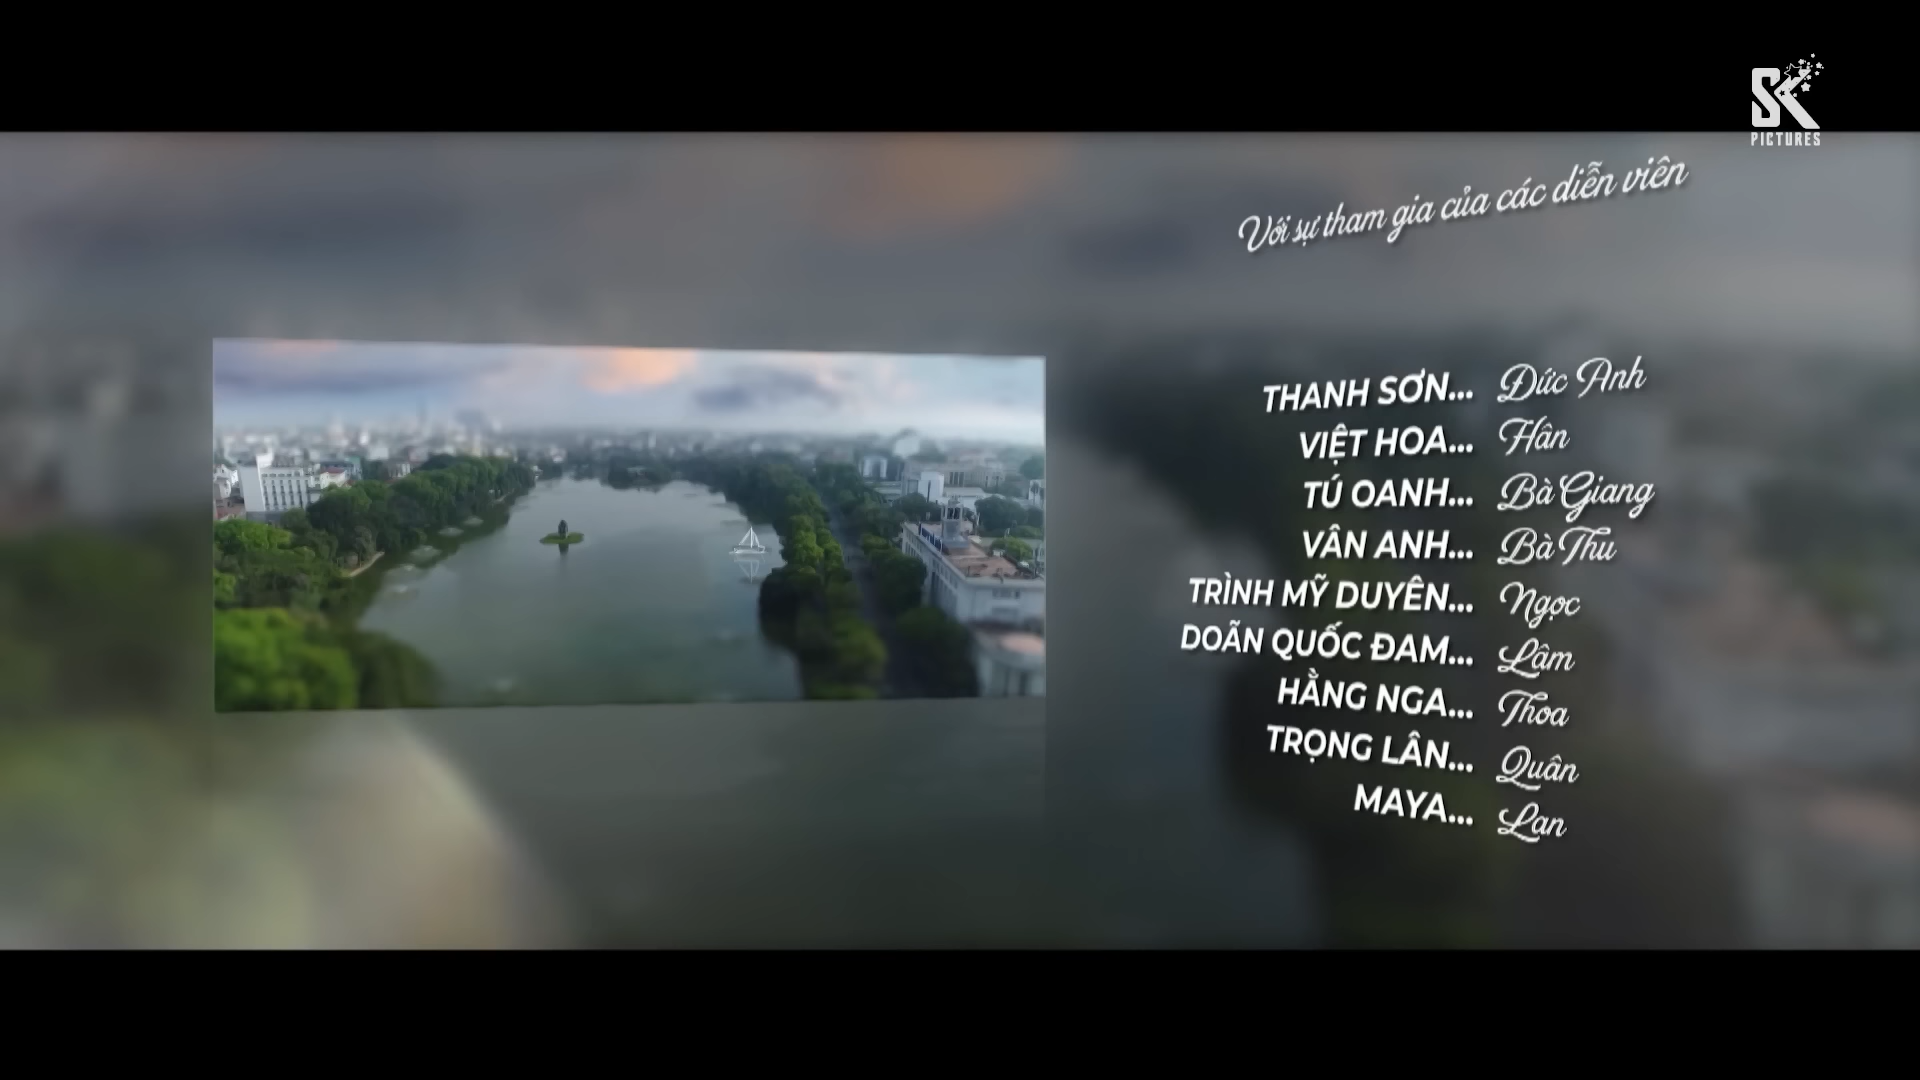 SK
PICTURES
Với sự tham gia của các diễn viên
THANH SƠN... Đức Anh
VIỆT HOA... Hân
TÚ OANH... Bà Giang
VÂN ANH... Bà Thu
TRÌNH MỸ DUYÊN... Ngọc
DOÃN QUỐC ĐAM... Lâm
HẰNG NGA... Thoa
TRỌNG LÂN... Quân
MAYA... Lan